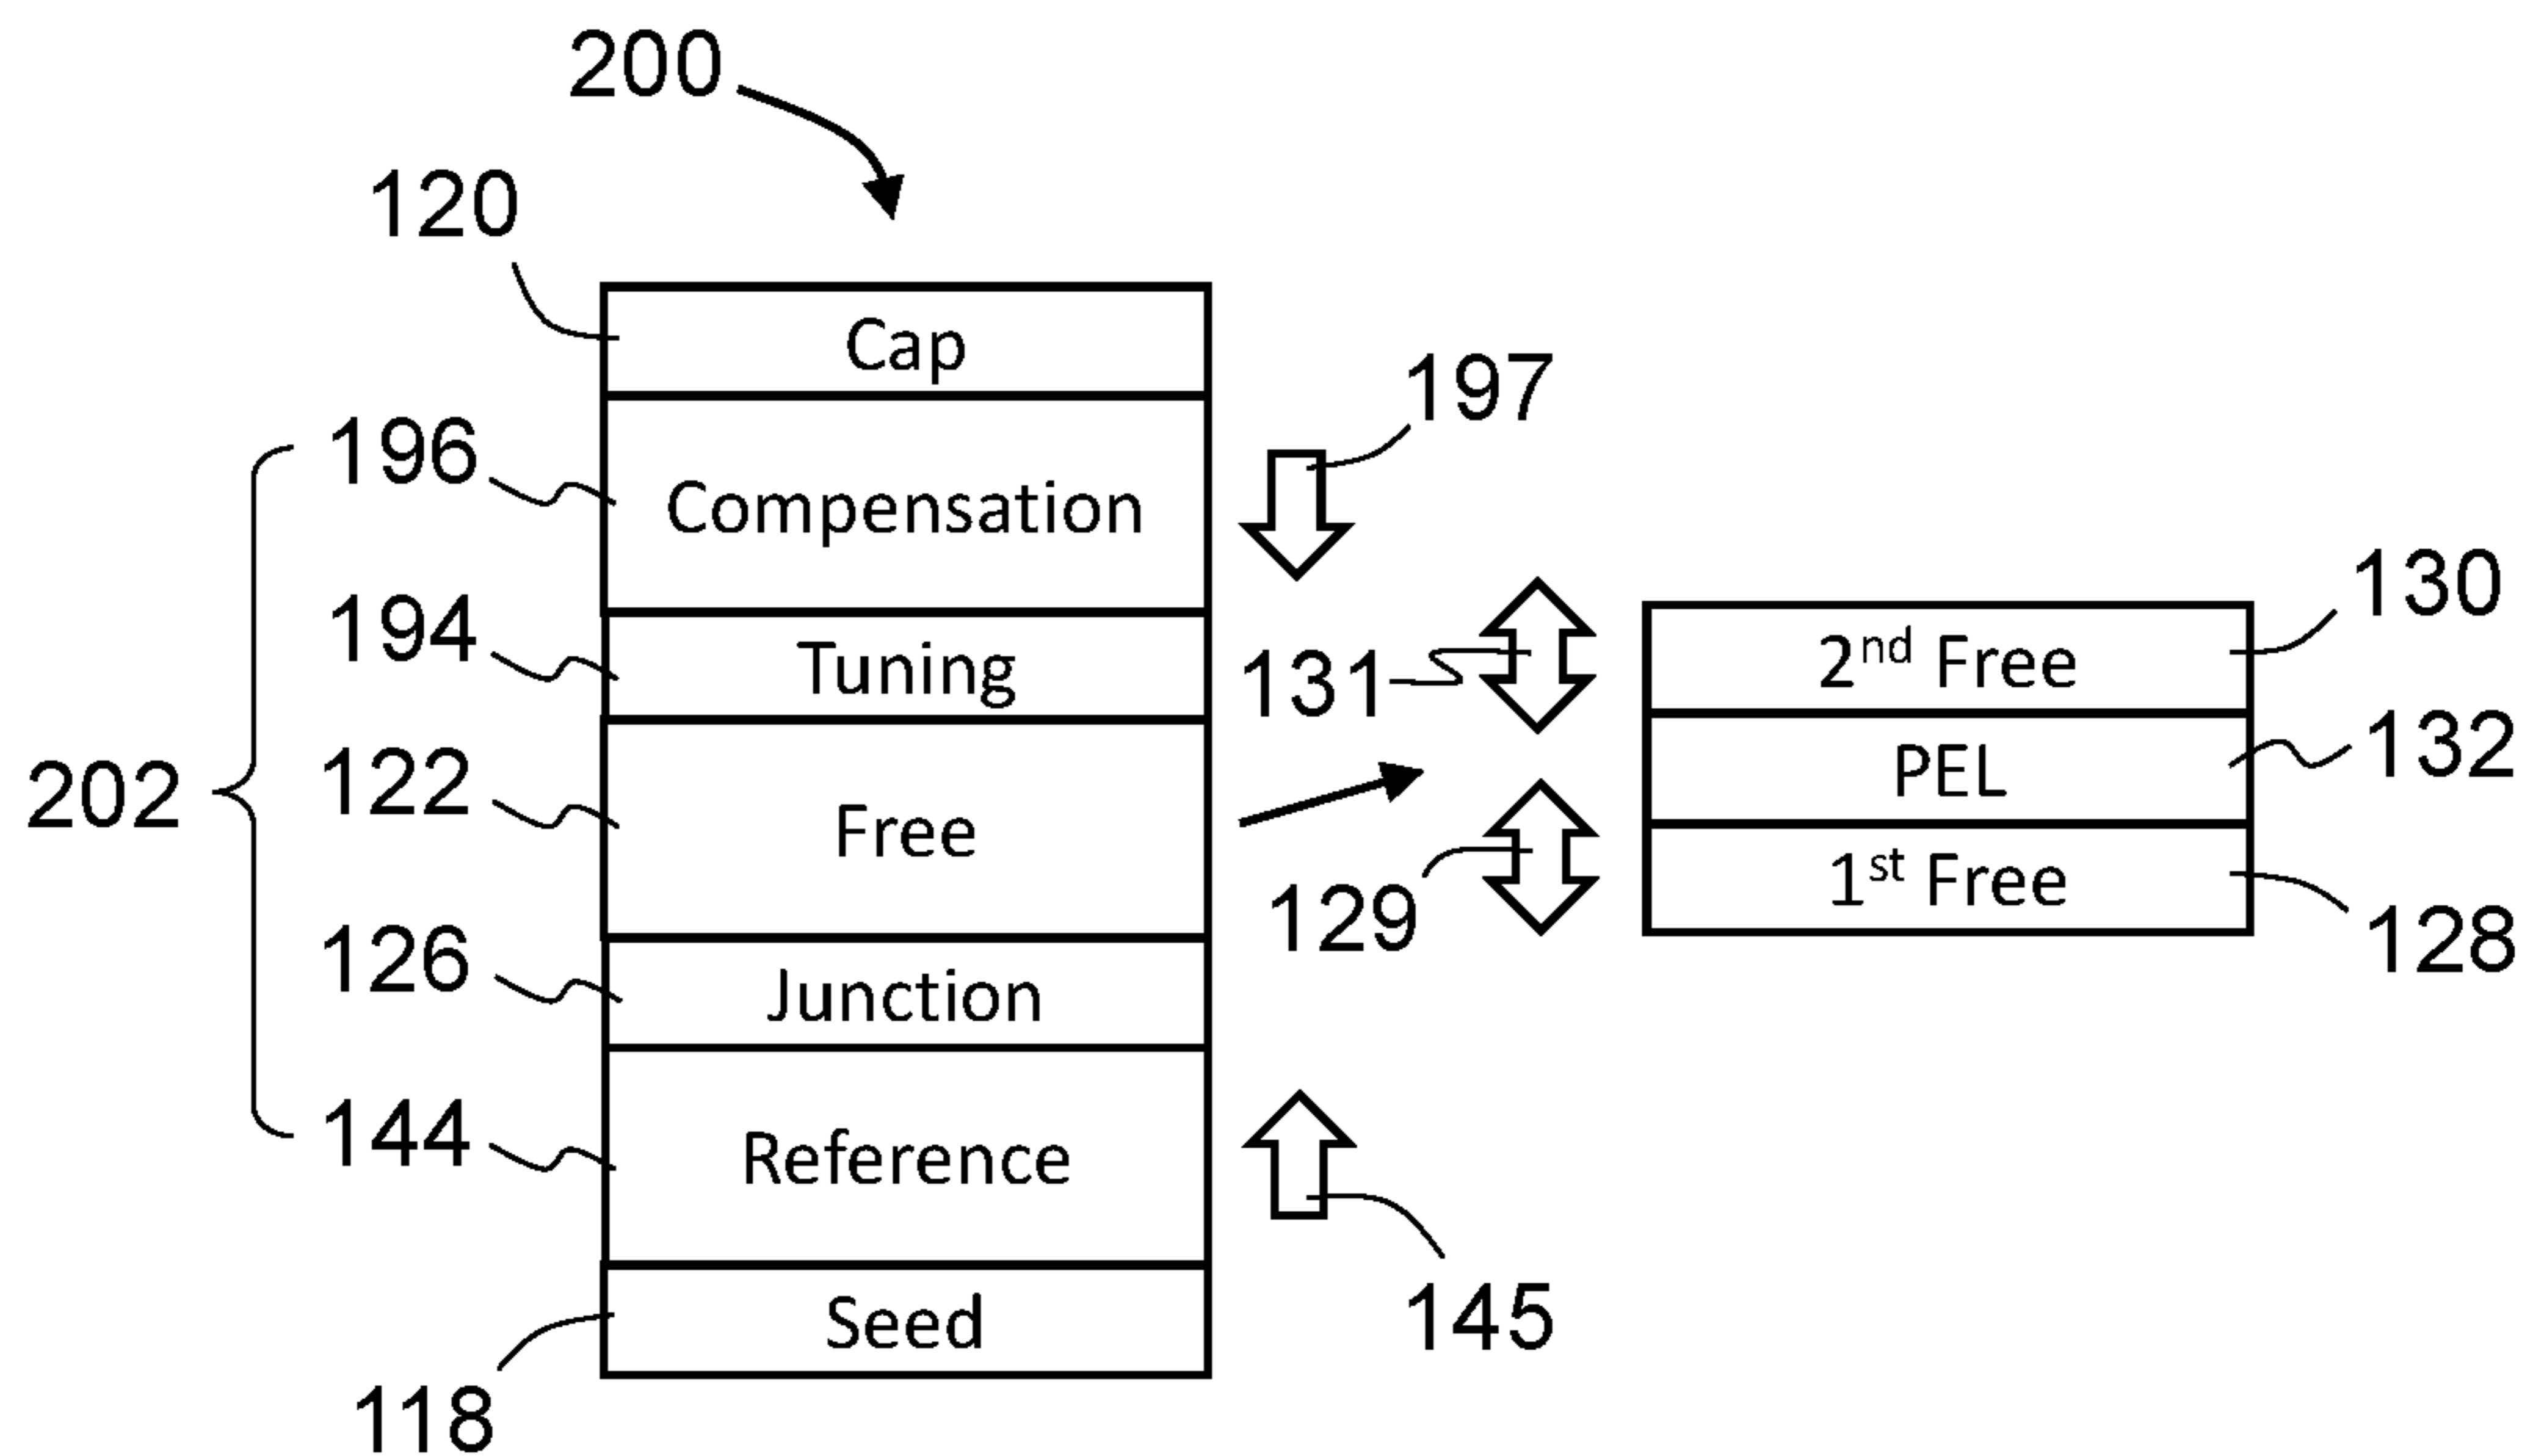 200
120
Cap
197
196
Compensation
130
2nd Free
194
Tuning
131
132
PEL
202
122
Free
129
1st Free
128
126
Junction
144
Reference
145
Seed
118